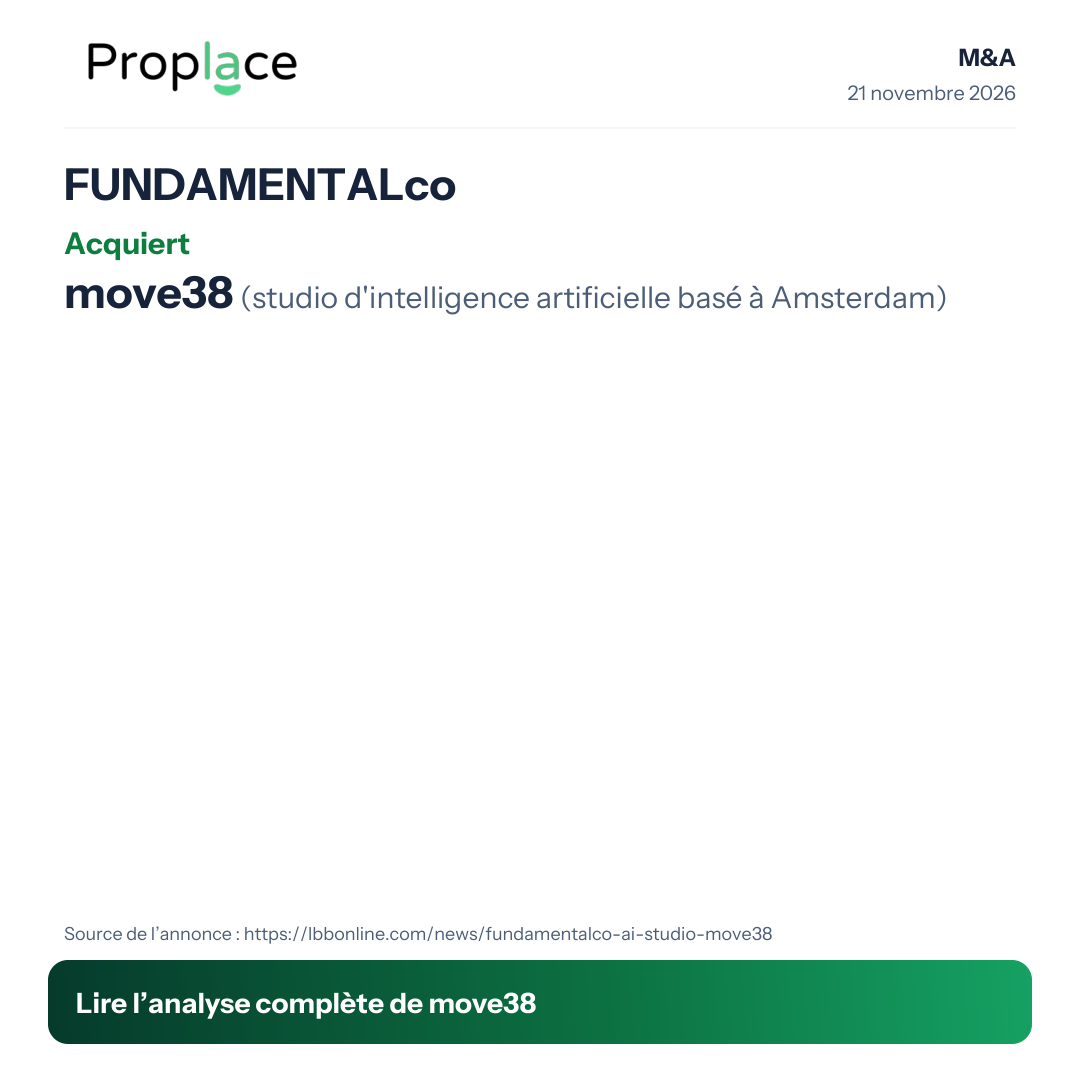 Proplace
M&A
21 novembre 2026
FUNDAMENTALco
Acquiert
move38 (studio d'intelligence artificielle basé à Amsterdam)
Source de l’annonce : https://lbbonline.com/news/fundamentalco-ai-studio-move38
Lire l’analyse complète de move38